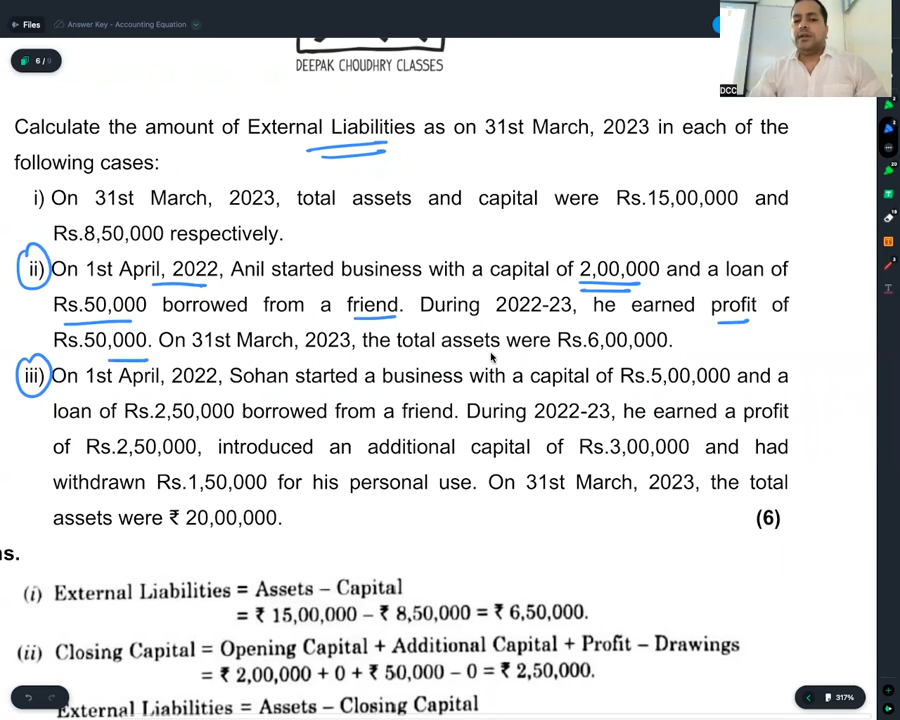 Files
Answer Key - Accounting Equation
6 / 9
DEEPAK CHOUDHRY CLASSES
DCC
Calculate the amount of External Liabilities as on 31st March, 2023 in each of the
following cases:
i) On 31st March, 2023, total assets and capital were Rs.15,00,000 and
Rs.8,50,000 respectively.
ii) On 1st April, 2022, Anil started business with a capital of 2,00,000 and a loan of
Rs.50,000 borrowed from a friend. During 2022-23, he earned profit of
Rs.50,000. On 31st March, 2023, the total assets were Rs.6,00,000.
iii) On 1st April, 2022, Sohan started a business with a capital of Rs.5,00,000 and a
loan of Rs.2,50,000 borrowed from a friend. During 2022-23, he earned a profit
of Rs.2,50,000, introduced an additional capital of Rs.3,00,000 and had
withdrawn Rs.1,50,000 for his personal use. On 31st March, 2023, the total
assets were ₹ 20,00,000. (6)
ns.
(i) External Liabilities = Assets – Capital
= ₹ 15,00,000 – ₹ 8,50,000 = ₹ 6,50,000.
(ii) Closing Capital = Opening Capital + Additional Capital + Profit – Drawings
= ₹ 2,00,000 + 0 + ₹ 50,000 – 0 = ₹ 2,50,000.
External Liabilities = Assets – Closing Capital
317%